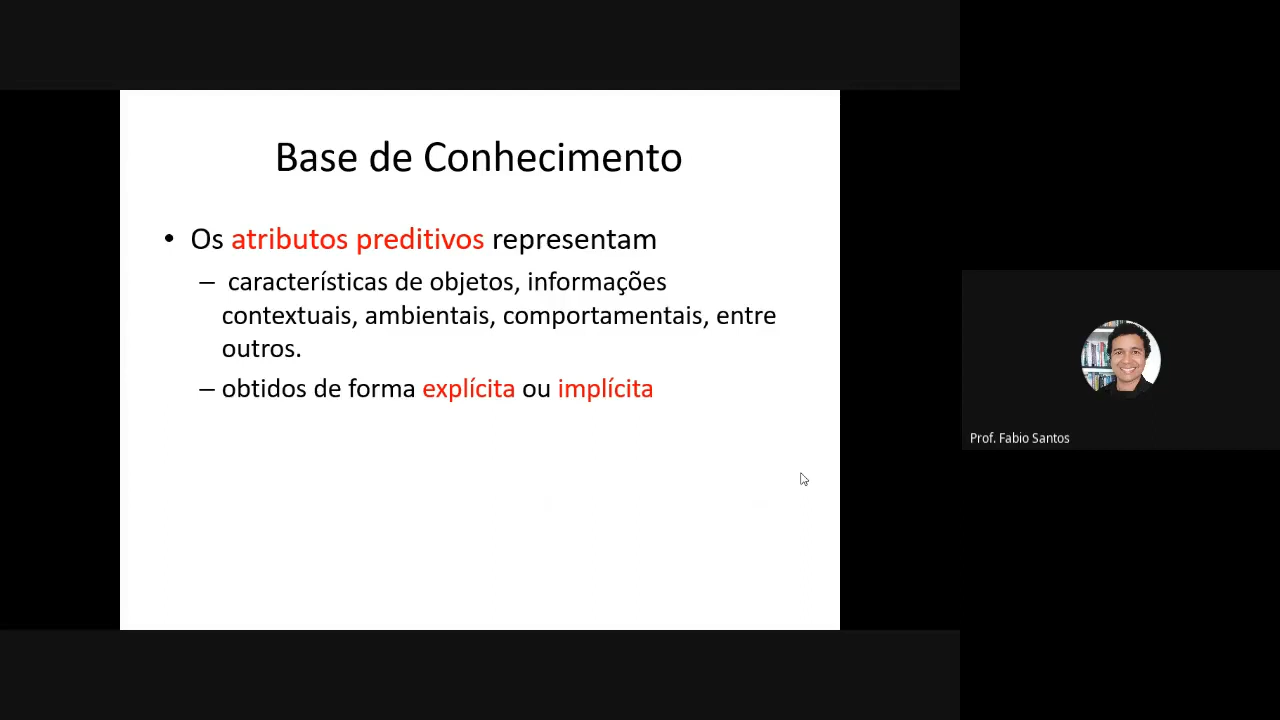 Base de Conhecimento
• Os atributos preditivos representam
– características de objetos, informações
contextuais, ambientais, comportamentais, entre
outros.
– obtidos de forma explícita ou implícita
Prof. Fabio Santos